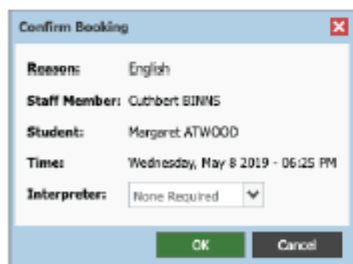 Confirm Booking
Reason: English
Staff Member: Cuthbert BINNS
Student: Margaret ATWOOD
Time: Wednesday, May 8 2019 - 06:25 PM
Interpreter: None Required
OK Cancel